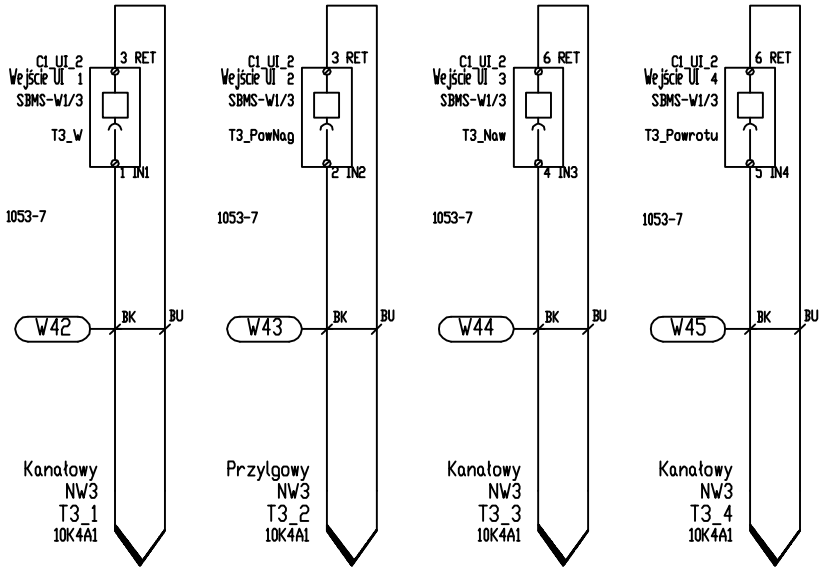 C1_UI_2 3 RET
Wejście UI 1
SBMS-W1/3
T3_W
1 IN1
1053-7
W42 BK BU
Kanałowy
NW3
T3_1
10K4A1
C1_UI_2 3 RET
Wejście UI 2
SBMS-W1/3
T3_PowNag
2 IN2
1053-7
W43 BK BU
Przylgowy
NW3
T3_2
10K4A1
C1_UI_2 6 RET
Wejście UI 3
SBMS-W1/3
T3_Naw
4 IN3
1053-7
W44 BK BU
Kanałowy
NW3
T3_3
10K4A1
C1_UI_2 6 RET
Wejście UI 4
SBMS-W1/3
T3_Powrotu
5 IN4
1053-7
W45 BK BU
Kanałowy
NW3
T3_4
10K4A1